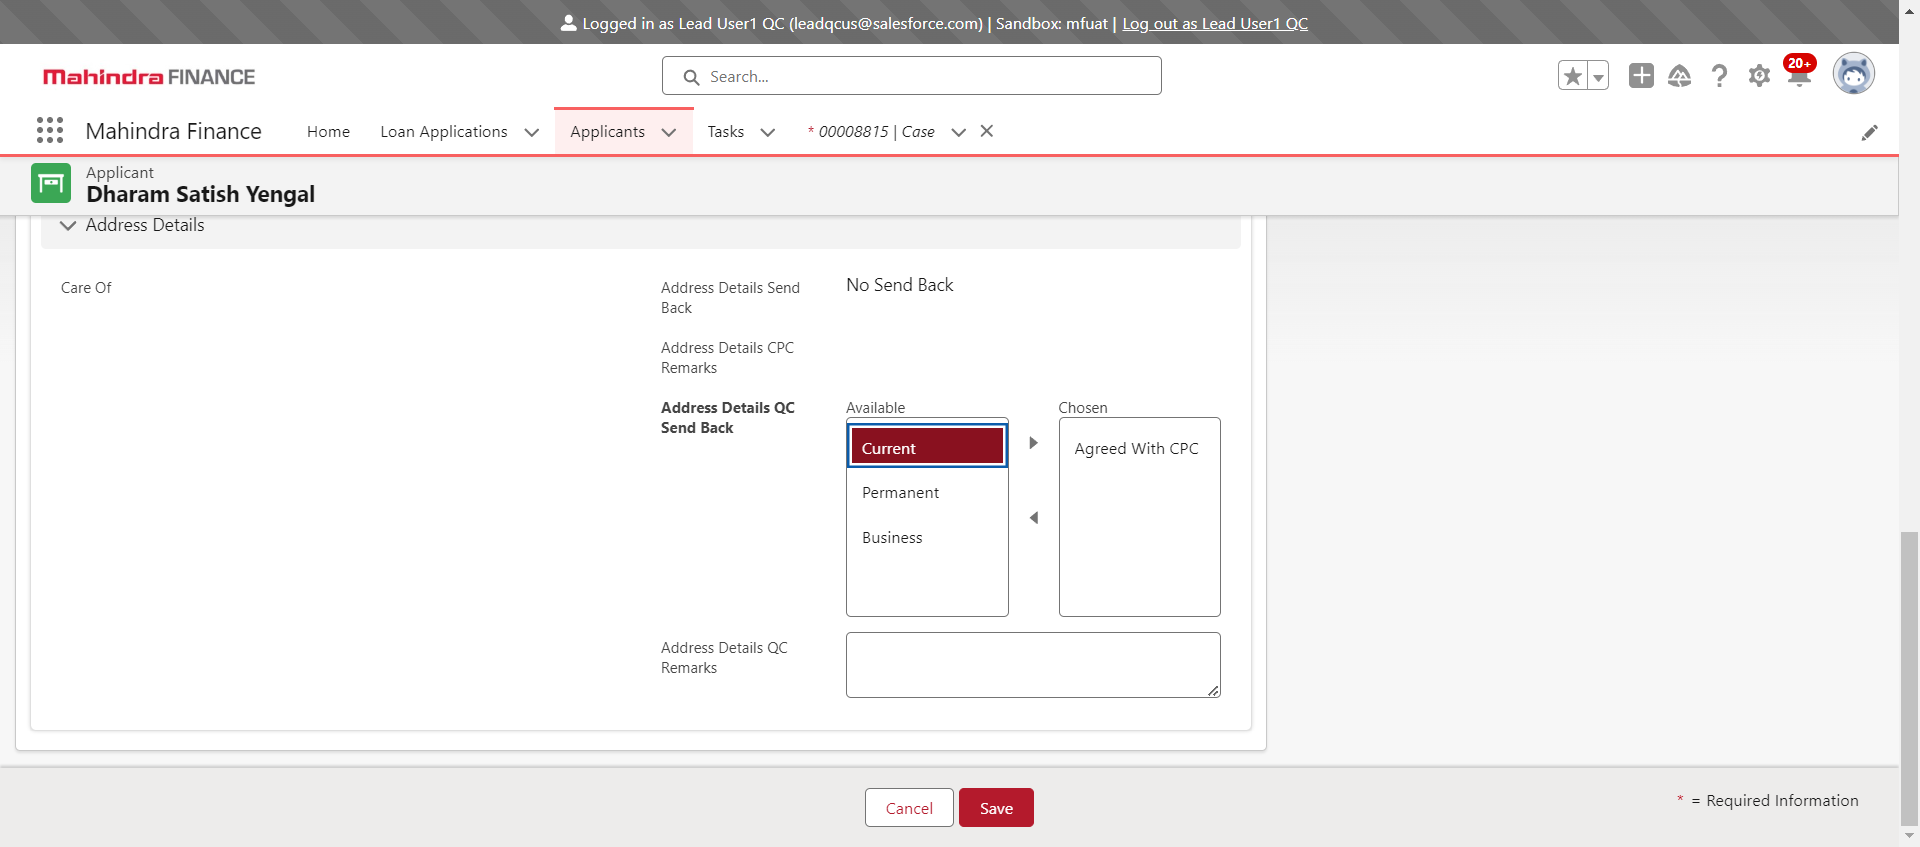 Logged in as Lead User1 QC (leadqcus@salesforce.com) | Sandbox: mfuat | Log out as Lead User1 QC
Mahindra FINANCE
Search...
20+
Mahindra Finance
Home
Loan Applications
Applicants
Tasks
* 00008815 | Case
Applicant
Dharam Satish Yengal
Address Details
Care Of
Address Details Send
Back
No Send Back
Address Details CPC
Remarks
Address Details QC
Send Back
Available
Chosen
Current
Permanent
Business
Agreed With CPC
Address Details QC
Remarks
Cancel
Save
* = Required Information